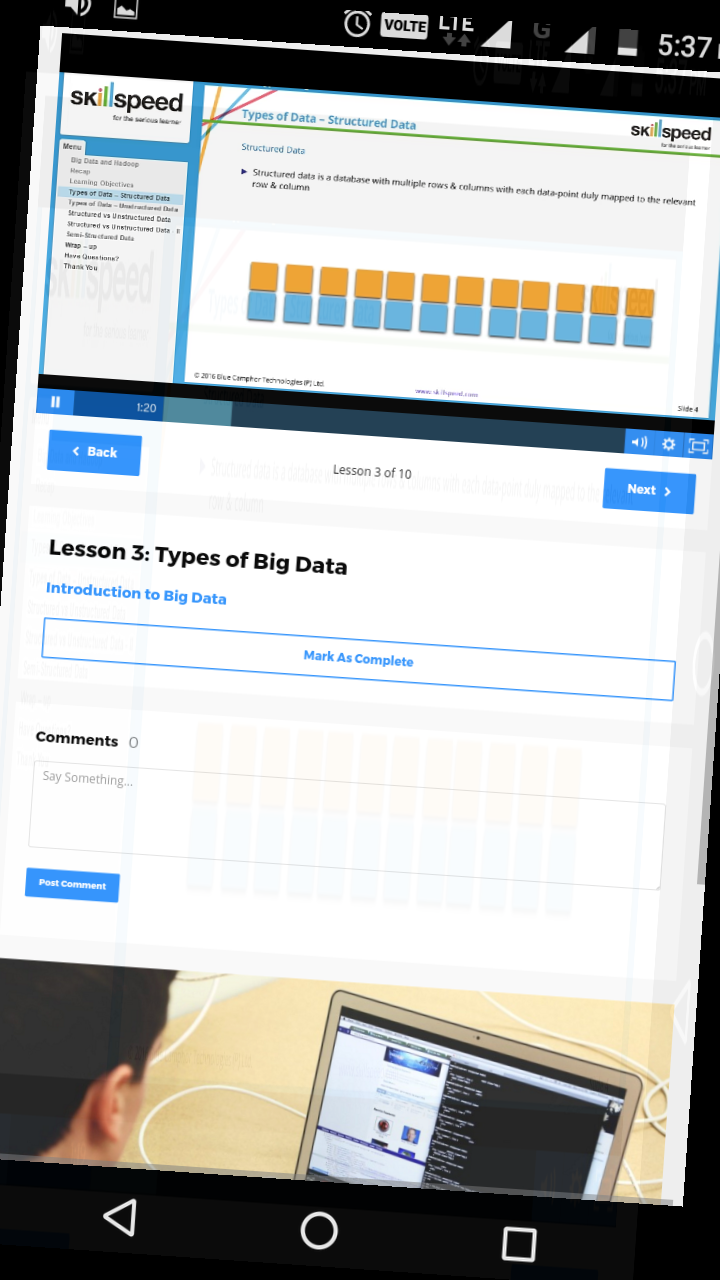 VOLTE LTE G 5:37
skillspeed
for the serious learner
Types of Data – Structured Data
skillspeed
for the serious learner
Menu
Big Data and Hadoop
Recap
Learning Objectives
Types of Data – Structured Data
Types of Data – Unstructured Data
Structured vs Unstructured Data
Structured vs Unstructured Data II
Semi-Structured Data
Wrap – up
Have Questions?
Thank You
Structured Data
Structured data is a database with multiple rows & columns with each data-point duly mapped to the relevant
row & column
© 2016 Blue Camphor Technologies (P) Ltd.
www.skillspeed.com
Slide 4
1:20
Back
Lesson 3 of 10
Next
Lesson 3: Types of Big Data
Introduction to Big Data
Mark As Complete
Comments 0
Say Something...
Post Comment